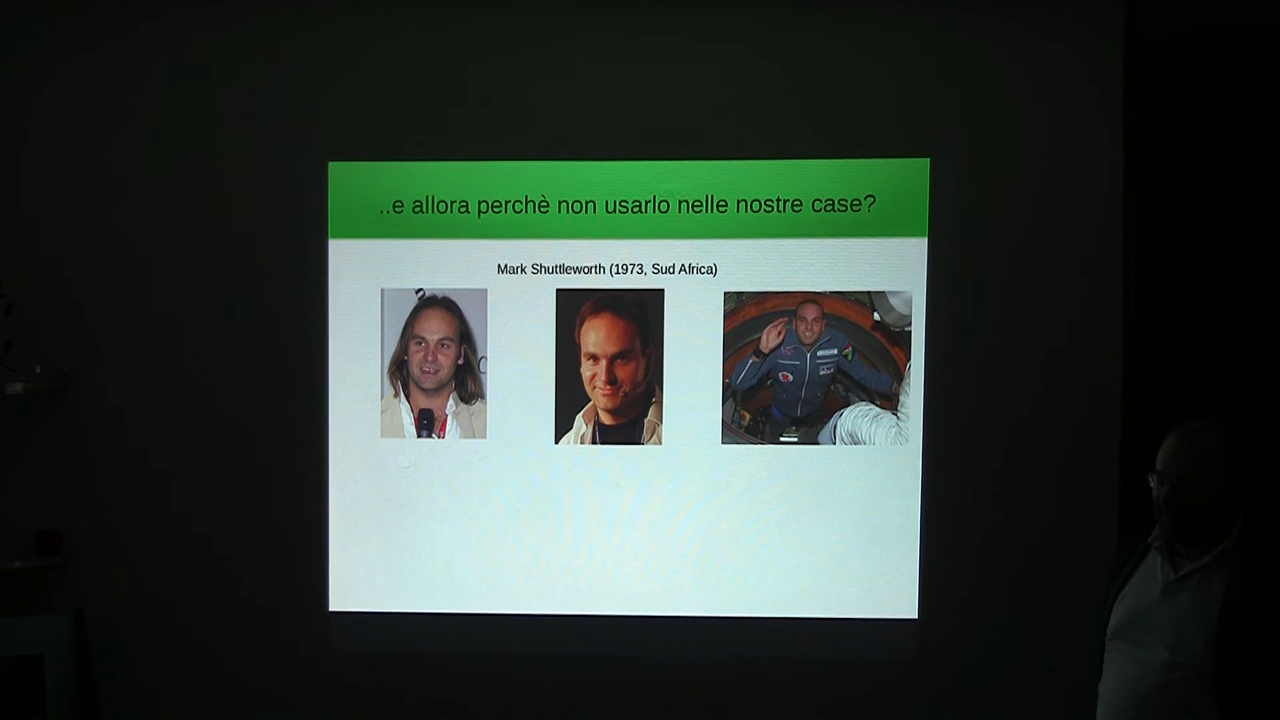 ..e allora perchè non usarlo nelle nostre case?
Mark Shuttleworth (1973, Sud Africa)